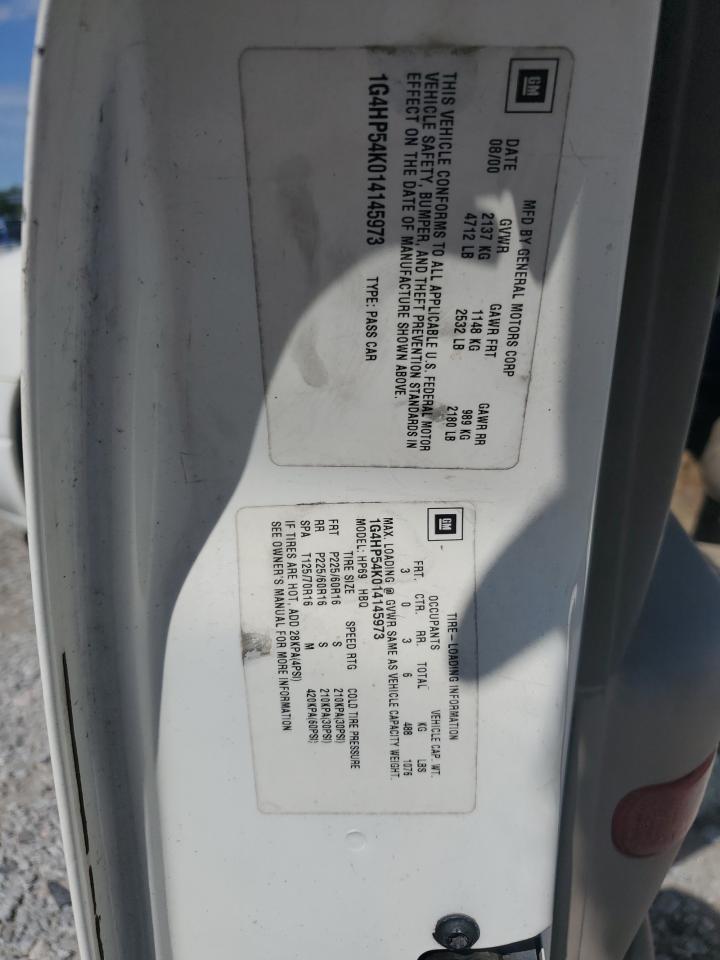 GM
MFD BY GENERAL MOTORS CORP
DATE GVWR GAWR FRT GAWR RR
08/00 2137 KG 1148 KG 989 KG
4712 LB 2532 LB 2180 LB
THIS VEHICLE CONFORMS TO ALL APPLICABLE U.S. FEDERAL MOTOR
VEHICLE SAFETY, BUMPER, AND THEFT PREVENTION STANDARDS IN
EFFECT ON THE DATE OF MANUFACTURE SHOWN ABOVE.
1G4HP54K014145973 TYPE: PASS CAR
GM
TIRE-LOADING INFORMATION
OCCUPANTS VEHICLE CAP. WT.
FRT. CTR. RR. TOTAL KG LBS
3 0 3 6 488 1076
MAX. LOADING @ GVWR SAME AS VEHICLE CAPACITY WEIGHT.
1G4HP54K014145973
MODEL: HP69 HBQ
TIRE SIZE SPEED RTG COLD TIRE PRESSURE
FRT P225/60R16 S 210KPA(30PSI)
RR P225/60R16 S 210KPA(30PSI)
SPA T125/70R16 M 420KPA(60PSI)
IF TIRES ARE HOT, ADD 28KPA(4PSI)
SEE OWNER'S MANUAL FOR MORE INFORMATION